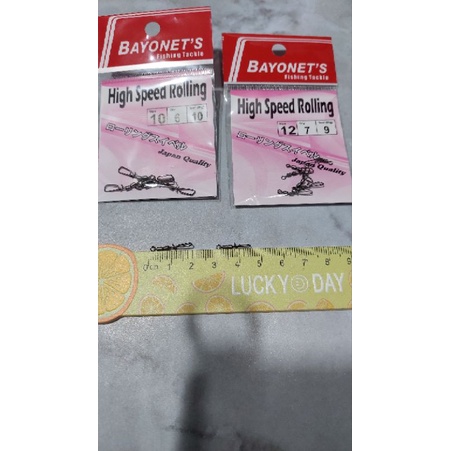 BAYONET'S
Fishing Tackle
High Speed Rolling
10 6 10
ローリングスイベル
Japan Quality
BAYONET'S
Fishing Tackle
High Speed Rolling
12 7 9
ローリングスイベル
Japan Quality
0 1 2 3 4 5 6 7 8 9
LUCKY DAY